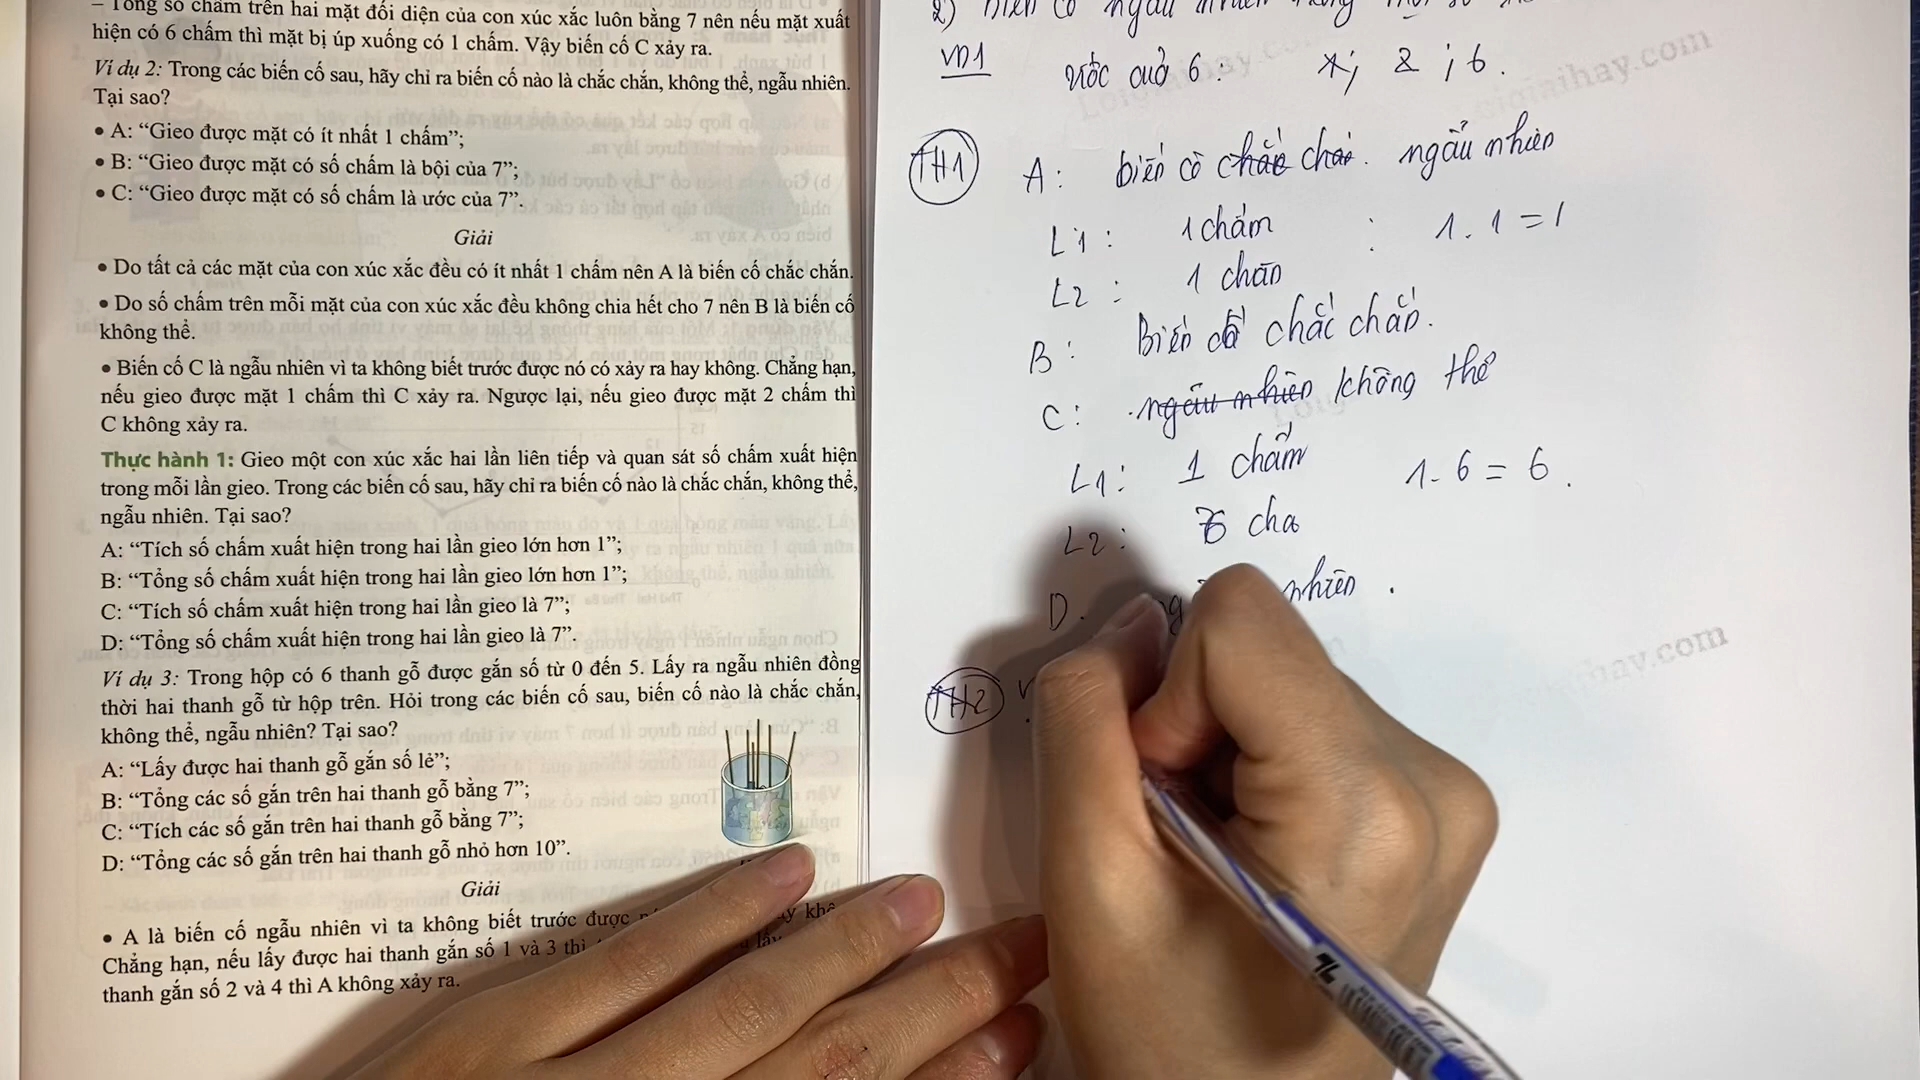 – Tổng số chấm trên hai mặt đối diện của con xúc xắc luôn bằng 7 nên nếu mặt xuất
hiện có 6 chấm thì mặt bị úp xuống có 1 chấm. Vậy biến cố C xảy ra.
Ví dụ 2: Trong các biến cố sau, hãy chỉ ra biến cố nào là chắc chắn, không thể, ngẫu nhiên.
Tại sao?
• A: “Gieo được mặt có ít nhất 1 chấm”;
• B: “Gieo được mặt có số chấm là bội của 7”;
• C: “Gieo được mặt có số chấm là ước của 7”.
Giải
• Do tất cả các mặt của con xúc xắc đều có ít nhất 1 chấm nên A là biến cố chắc chắn.
• Do số chấm trên mỗi mặt của con xúc xắc đều không chia hết cho 7 nên B là biến cố
không thể.
• Biến cố C là ngẫu nhiên vì ta không biết trước được nó có xảy ra hay không. Chẳng hạn,
nếu gieo được mặt 1 chấm thì C xảy ra. Ngược lại, nếu gieo được mặt 2 chấm thì
C không xảy ra.
Thực hành 1: Gieo một con xúc xắc hai lần liên tiếp và quan sát số chấm xuất hiện
trong mỗi lần gieo. Trong các biến cố sau, hãy chỉ ra biến cố nào là chắc chắn, không thể,
ngẫu nhiên. Tại sao?
A: “Tích số chấm xuất hiện trong hai lần gieo lớn hơn 1”;
B: “Tổng số chấm xuất hiện trong hai lần gieo lớn hơn 1”;
C: “Tích số chấm xuất hiện trong hai lần gieo là 7”;
D: “Tổng số chấm xuất hiện trong hai lần gieo là 7”.
Ví dụ 3: Trong hộp có 6 thanh gỗ được gắn số từ 0 đến 5. Lấy ra ngẫu nhiên đồng
thời hai thanh gỗ từ hộp trên. Hỏi trong các biến cố sau, biến cố nào là chắc chắn,
không thể, ngẫu nhiên? Tại sao?
A: “Lấy được hai thanh gỗ gắn số lẻ”;
B: “Tổng các số gắn trên hai thanh gỗ bằng 7”;
C: “Tích các số gắn trên hai thanh gỗ bằng 7”;
D: “Tổng các số gắn trên hai thanh gỗ nhỏ hơn 10”.
Giải
• A là biến cố ngẫu nhiên vì ta không biết trước được
Chẳng hạn, nếu lấy được hai thanh gắn số 1 và 3 thì
thanh gắn số 2 và 4 thì A không xảy ra.
2) Biến cố ngẫu nhiên trong một số
VD1 ước của 6 : 1; 2 ; 6.
TH1 A : biến cố chắc chắ. ngẫu nhiên
L1 : 1 chấm : 1 . 1 = 1
L2 : 1 chấm
B : Biến cố chắc chắn.
C : ngẫu nhiên không thể
L1 : 1 chấm 1. 6 = 6 .
L2 : 6 chấ
D. nhiên .
TH2
Loigiaihay.com